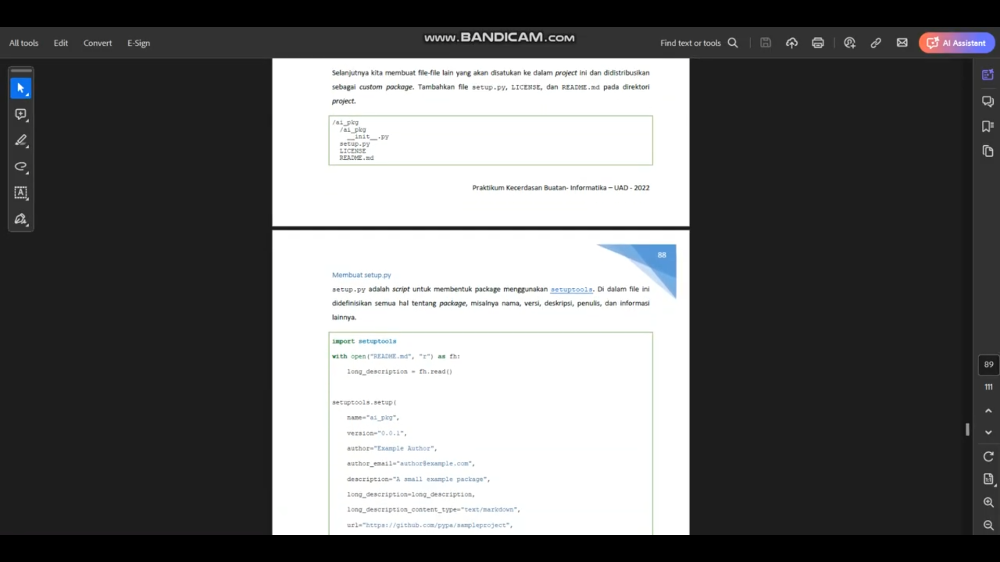 www.BANDICAM.com
All tools Edit Convert E-Sign
Find text or tools
AI Assistant
Selanjutnya kita membuat file-file lain yang akan disatukan ke dalam project ini dan didistribusikan
sebagai custom package. Tambahkan file setup.py, LICENSE, dan README.md pada direktori
project.
/ai_pkg
/ai_pkg
__init__.py
setup.py
LICENSE
README.md
Praktikum Kecerdasan Buatan- Informatika – UAD - 2022
88
Membuat setup.py
setup.py adalah script untuk membentuk package menggunakan setuptools. Di dalam file ini
didefinisikan semua hal tentang package, misalnya nama, versi, deskripsi, penulis, dan informasi
lainnya.
import setuptools
with open("README.md", "r") as fh:
long_description = fh.read()
setuptools.setup(
name="ai_pkg",
version="0.0.1",
author="Example Author",
author_email="author@example.com",
description="A small example package",
long_description=long_description,
long_description_content_type="text/markdown",
url="https://github.com/pypa/sampleproject",
89
111